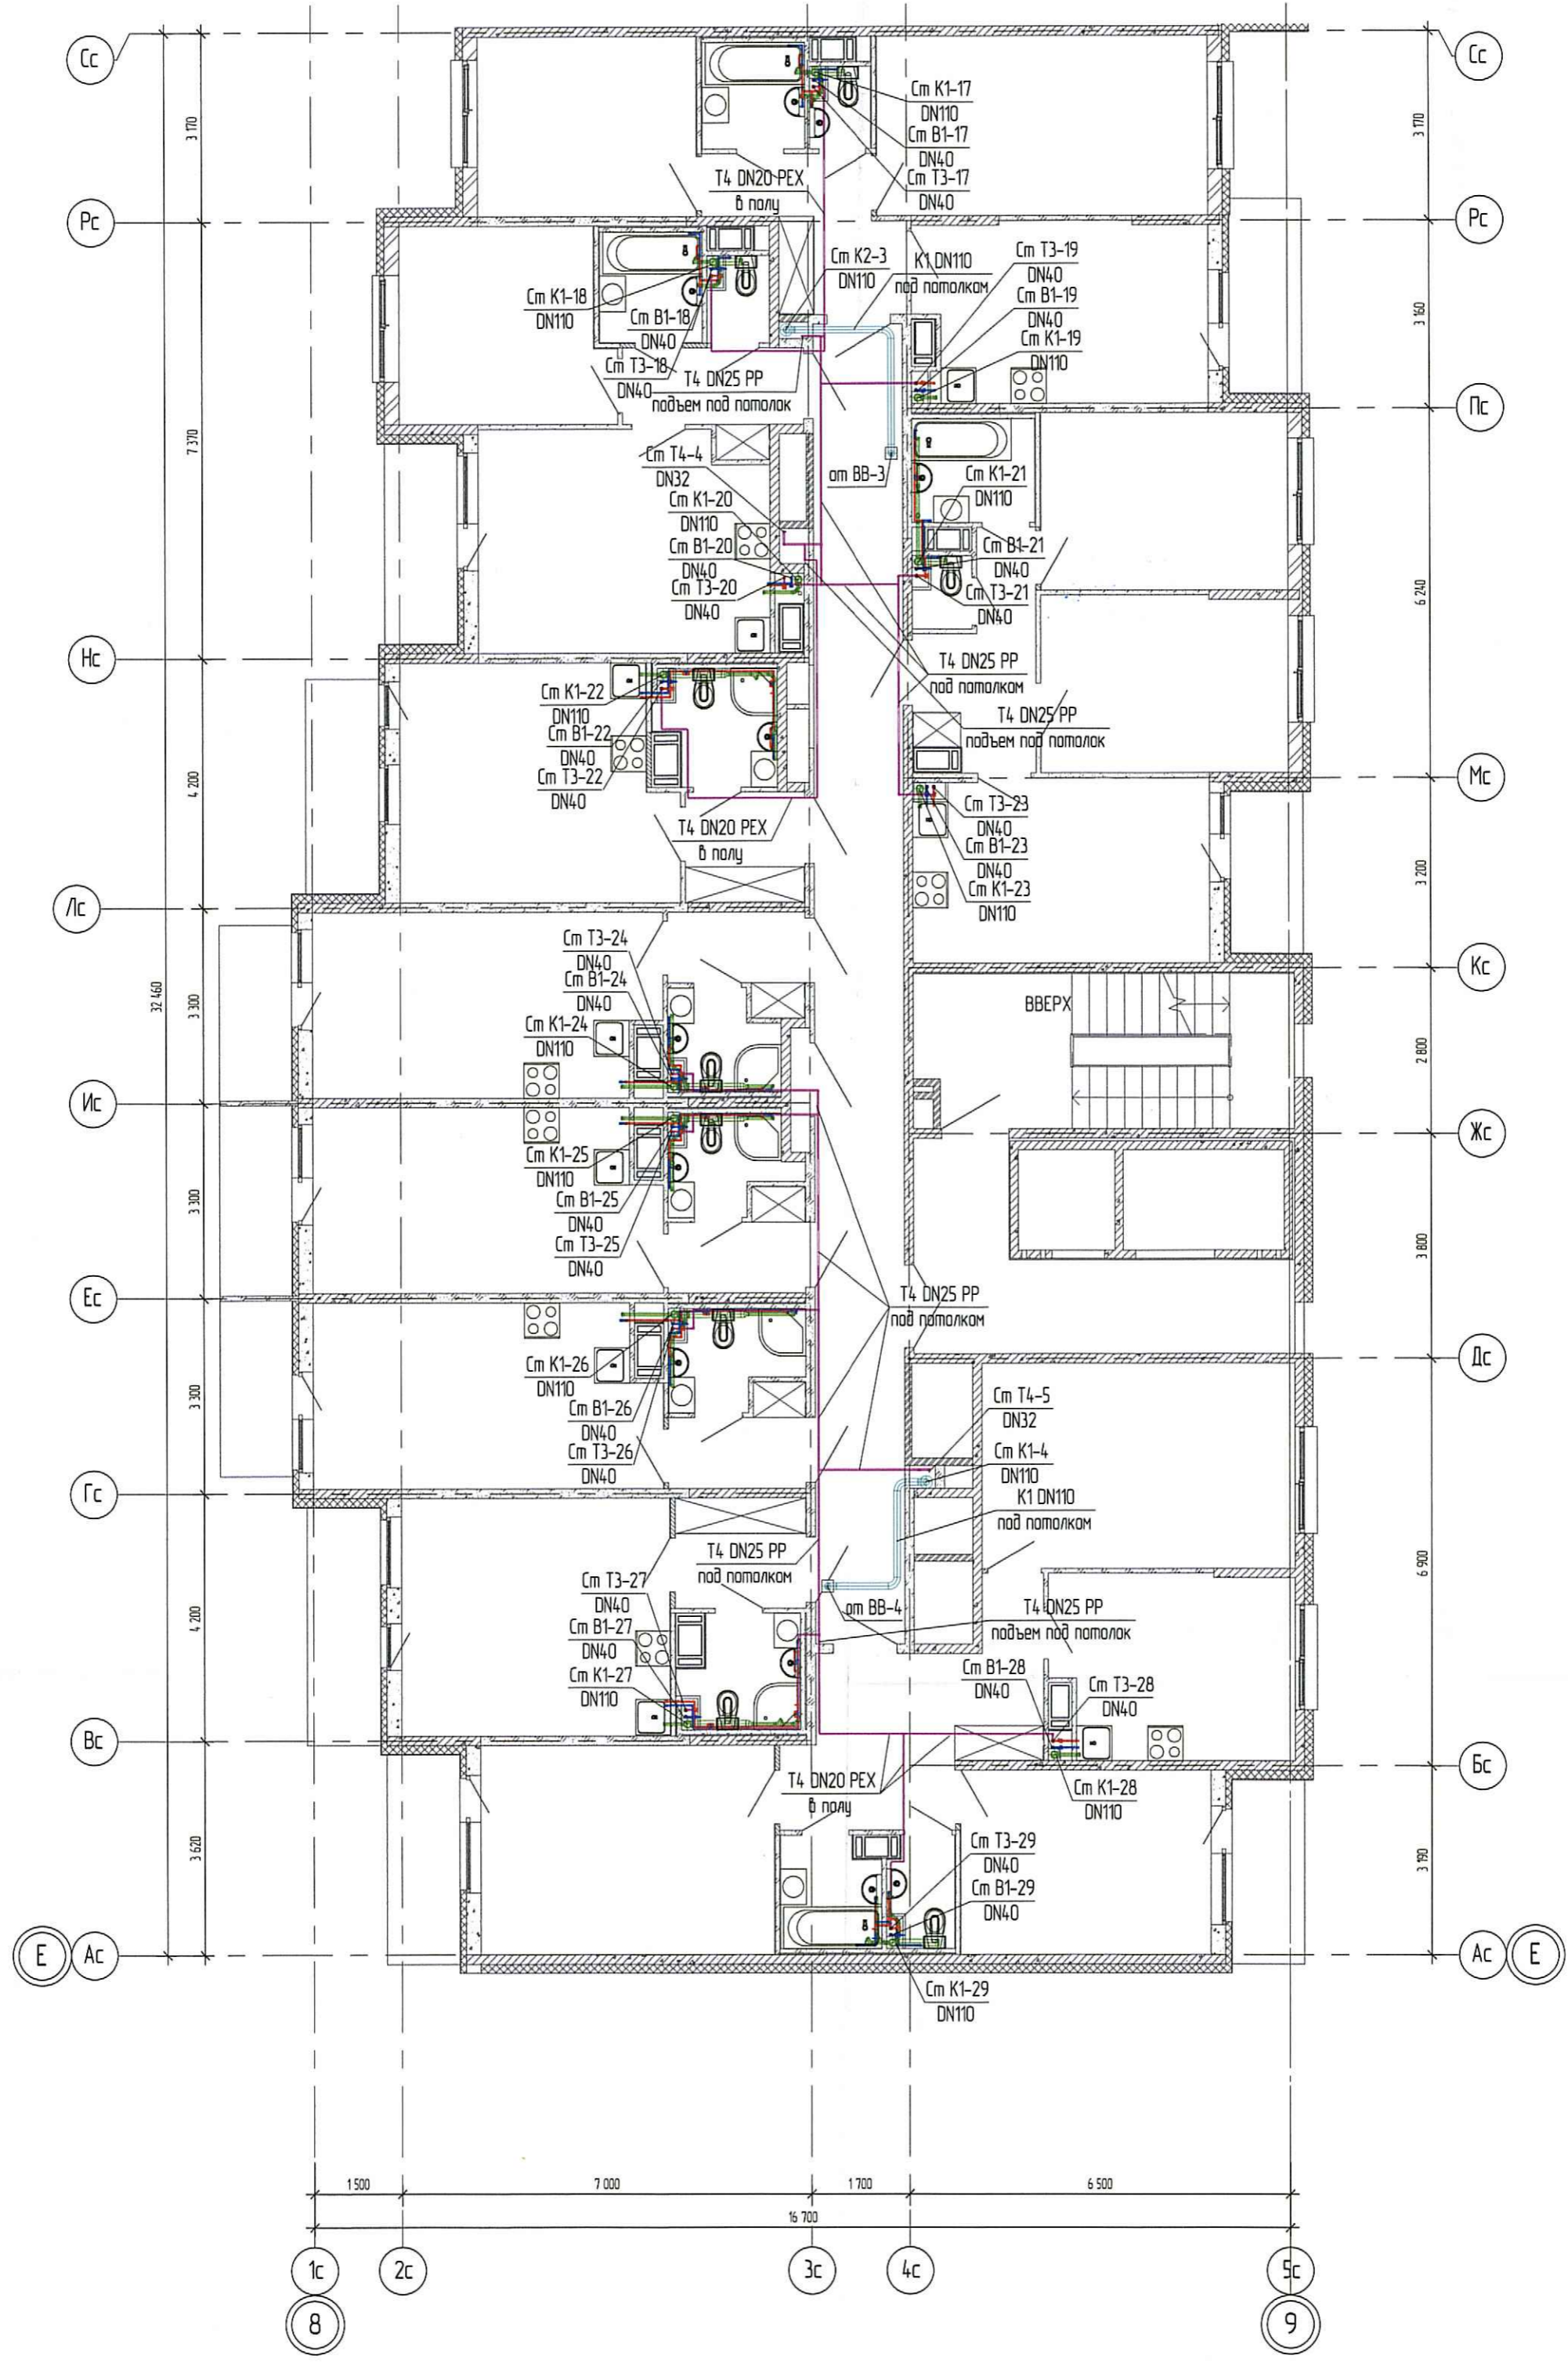 Сс
Сс
Ст К1-17
DN110
Ст В1-17
DN40
Ст Т3-17
DN40
3 170
3 170
Т4 DN20 PEX
в полу
Рс
Рс
Ст К2-3
DN110
К1 DN110
под потолком
Ст Т3-19
DN40
Ст В1-19
DN40
Ст К1-19
DN110
Ст К1-18
DN110
Ст В1-18
DN40
Ст Т3-18
DN40
Т4 DN25 PP
подъем под потолок
3 160
Пс
7 370
Ст Т4-4
DN32
Ст К1-20
DN110
Ст В1-20
DN40
Ст Т3-20
DN40
от ВВ-3
Ст К1-21
DN110
Ст В1-21
DN40
Ст Т3-21
DN40
6 240
Нс
Т4 DN25 PP
под потолком
Т4 DN25 PP
подъем под потолок
Ст К1-22
DN110
Ст В1-22
DN40
Ст Т3-22
DN40
Мс
4 200
Т4 DN20 PEX
в полу
Ст Т3-23
DN40
Ст В1-23
DN40
Ст К1-23
DN110
3 200
Лс
Кс
Ст Т3-24
DN40
Ст В1-24
DN40
Ст К1-24
DN110
32 460
3 300
ВВЕРХ
2 800
Ис
Жс
Ст К1-25
DN110
Ст В1-25
DN40
Ст Т3-25
DN40
3 300
3 800
Ес
Т4 DN25 PP
под потолком
Дс
Ст К1-26
DN110
Ст В1-26
DN40
Ст Т3-26
DN40
3 300
Ст Т4-5
DN32
Ст К1-4
DN110
К1 DN110
под потолком
Гс
Т4 DN25 PP
под потолком
6 900
Ст Т3-27
DN40
Ст В1-27
DN40
Ст К1-27
DN110
4 200
от ВВ-4
Т4 DN25 PP
подъем под потолок
Ст В1-28
DN40
Ст Т3-28
DN40
Вс
Бс
Т4 DN20 PEX
в полу
Ст К1-28
DN110
3 620
3 190
Ст Т3-29
DN40
Ст В1-29
DN40
Е
Ас
Ас
Е
Ст К1-29
DN110
1 500
7 000
1 700
6 500
16 700
1с
2с
3с
4с
5с
8
9